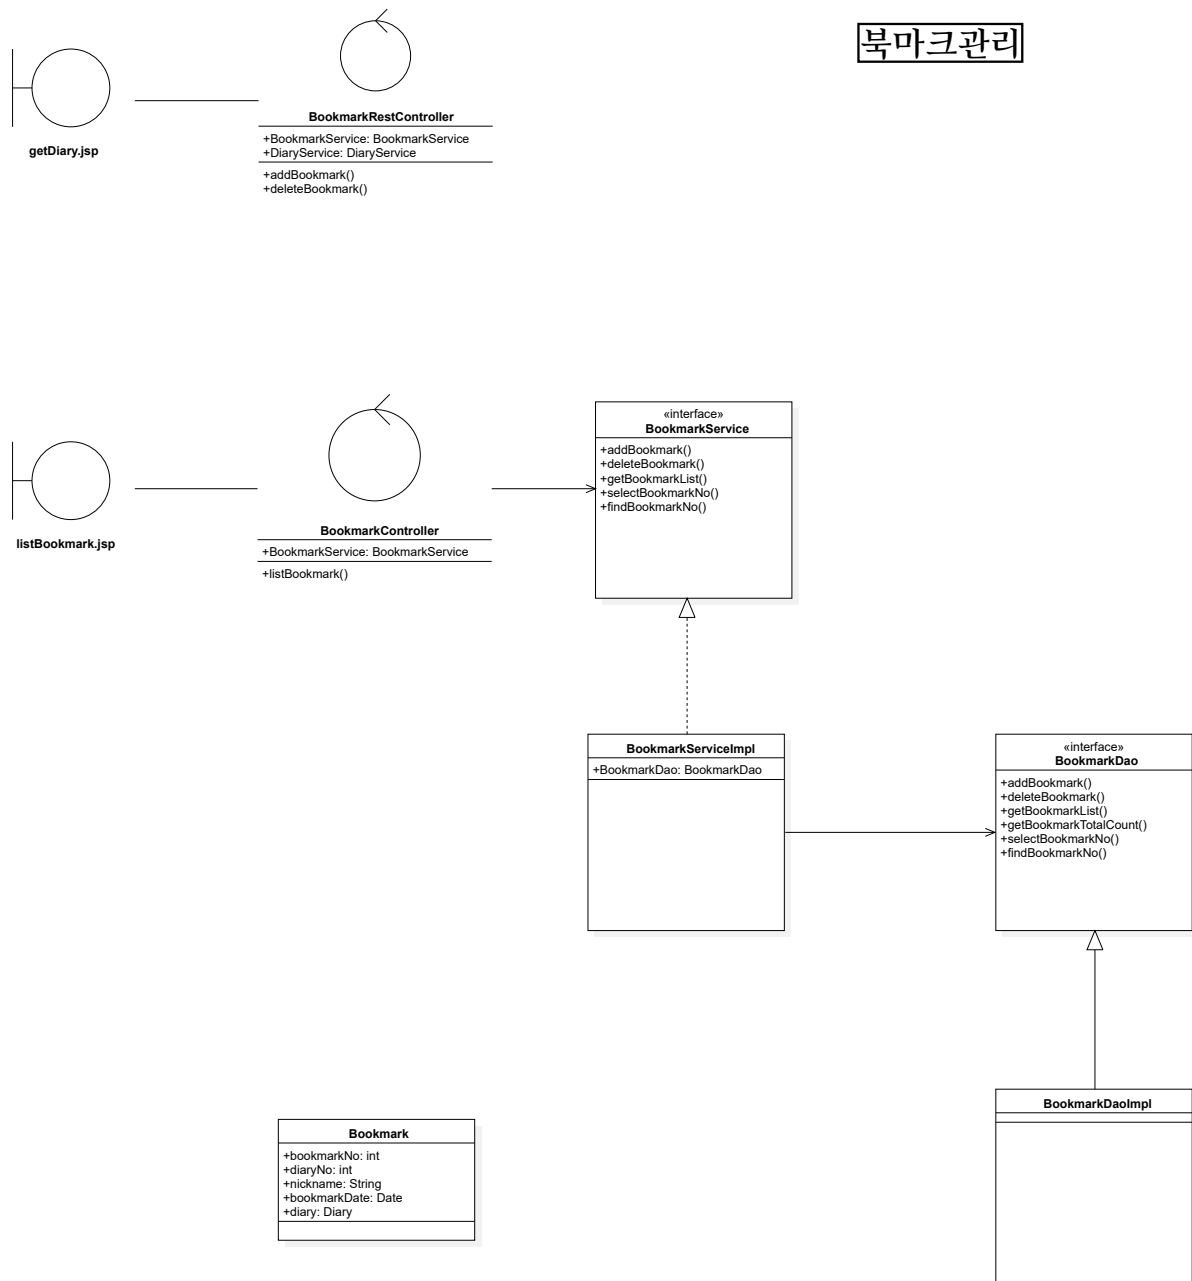 북마크관리
getDiary.jsp
BookmarkRestController
+BookmarkService: BookmarkService
+DiaryService: DiaryService
+addBookmark()
+deleteBookmark()
listBookmark.jsp
BookmarkController
+BookmarkService: BookmarkService
+listBookmark()
«interface»
BookmarkService
+addBookmark()
+deleteBookmark()
+getBookmarkList()
+selectBookmarkNo()
+findBookmarkNo()
BookmarkServiceImpl
+BookmarkDao: BookmarkDao
«interface»
BookmarkDao
+addBookmark()
+deleteBookmark()
+getBookmarkList()
+getBookmarkTotalCount()
+selectBookmarkNo()
+findBookmarkNo()
Bookmark
+bookmarkNo: int
+diaryNo: int
+nickname: String
+bookmarkDate: Date
+diary: Diary
BookmarkDaoImpl